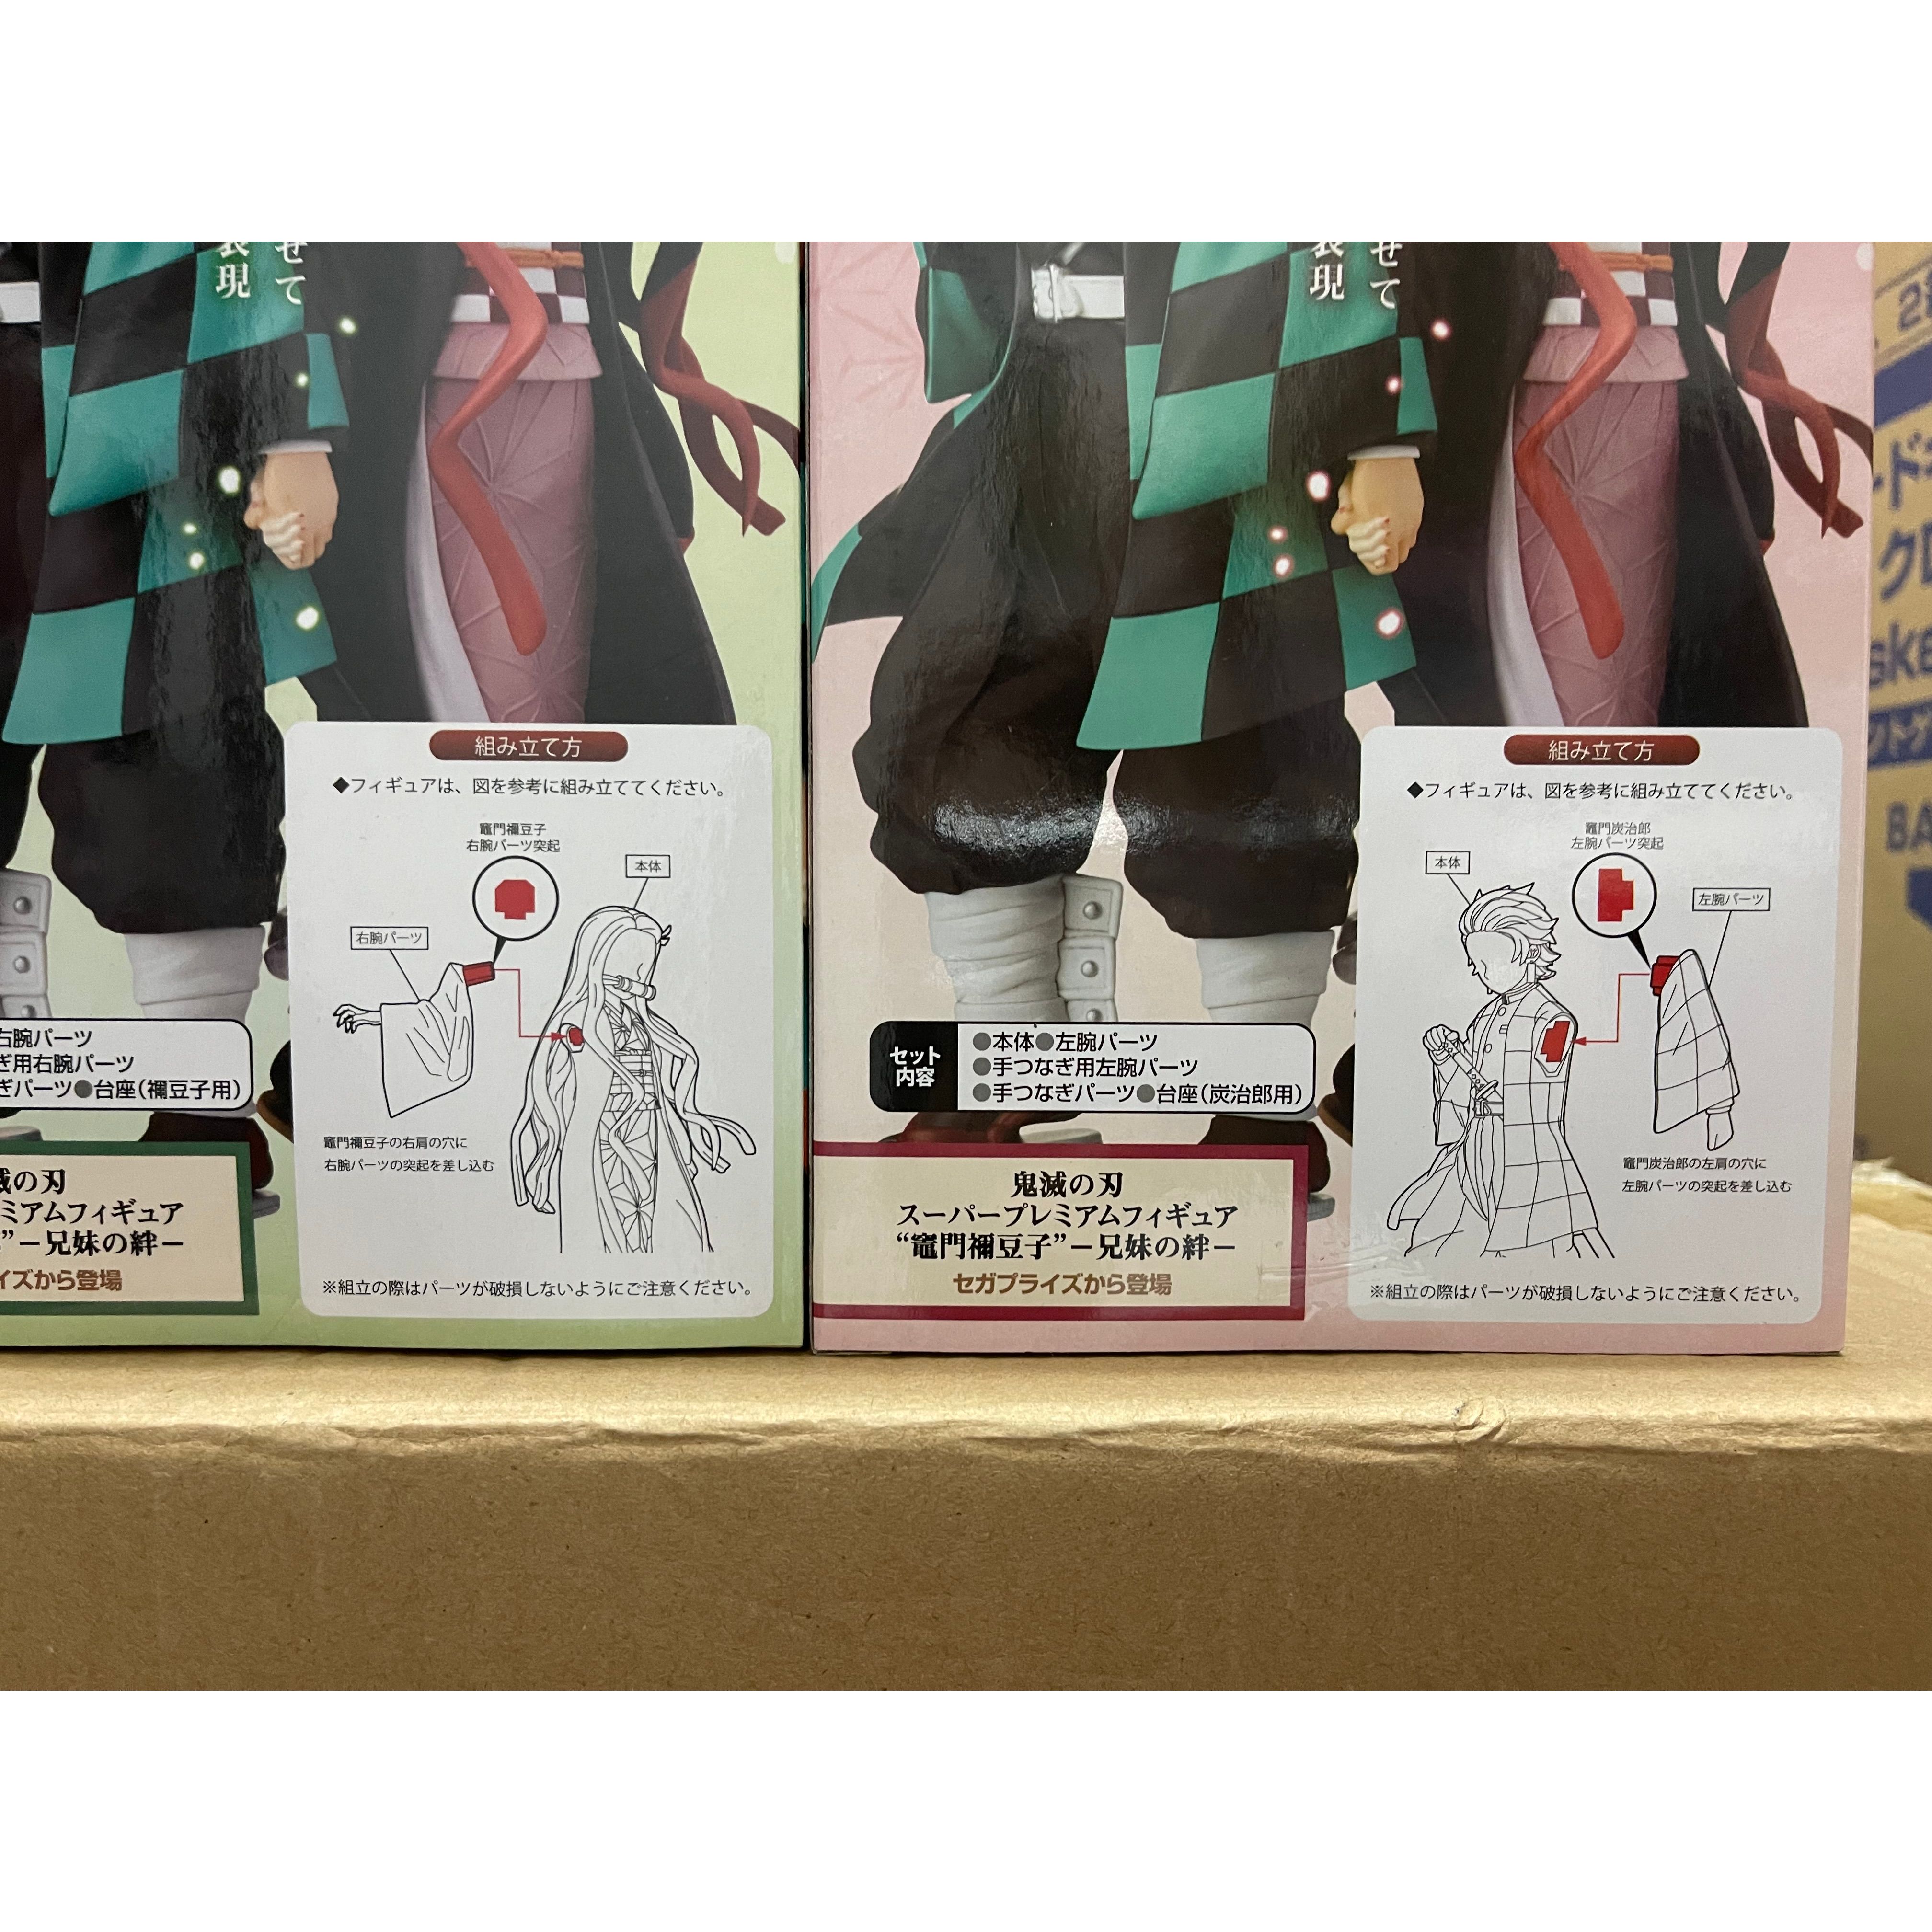 せて
表現
組み立て方
◆フィギュアは、図を参考に組み立ててください。
竈門禰豆子
右腕パーツ突起
本体
右腕パーツ
竈門禰豆子の右肩の穴に
右腕パーツの突起を差し込む
※組立の際はパーツが破損しないようにご注意ください。
右腕パーツ
ぎ用右腕パーツ
ぎパーツ●台座(禰豆子用)
滅の刃
ミアムフィギュア
”－兄妹の絆－
イズから登場
せて
表現
組み立て方
◆フィギュアは、図を参考に組み立ててください。
竈門炭治郎
左腕パーツ突起
本体
左腕パーツ
竈門炭治郎の左肩の穴に
左腕パーツの突起を差し込む
※組立の際はパーツが破損しないようにご注意ください。
セット
内容
●本体●左腕パーツ
●手つなぎ用左腕パーツ
●手つなぎパーツ●台座(炭治郎用)
鬼滅の刃
スーパープレミアムフィギュア
“竈門禰豆子”－兄妹の絆－
セガプライズから登場
BA